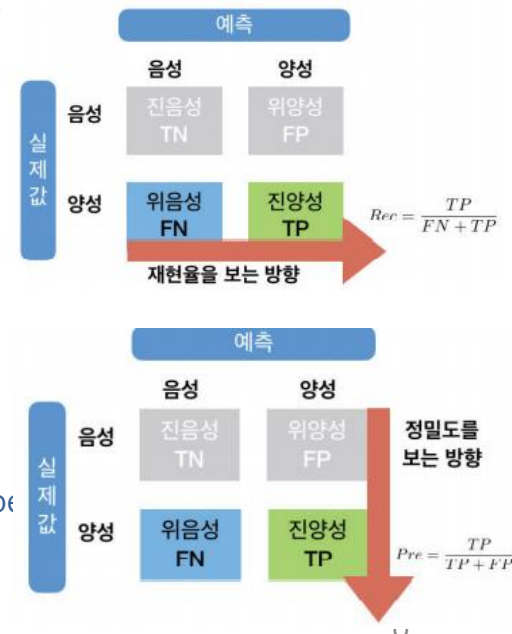 예측
음성 양성
실제값
음성
진음성
TN
위양성
FP
양성
위음성
FN
진양성
TP
Rec = TP / FN + TP
재현율을 보는 방향
예측
음성 양성
실제값
음성
진음성
TN
위양성
FP
정밀도를
보는 방향
양성
위음성
FN
진양성
TP
Pre = TP / TP + FP